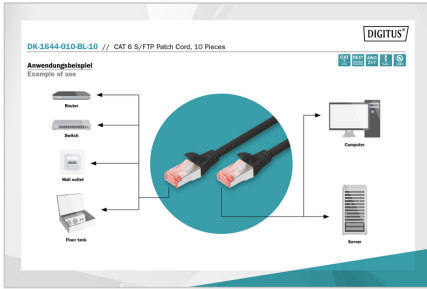 DIGITUS®
DK-1644-010-BL-10 // CAT 6 S/FTP Patch Cord, 10 Pieces
Anwendungsbeispiel
Example of use
Router
Switch
Wall outlet
Floor tank
Computer
Server